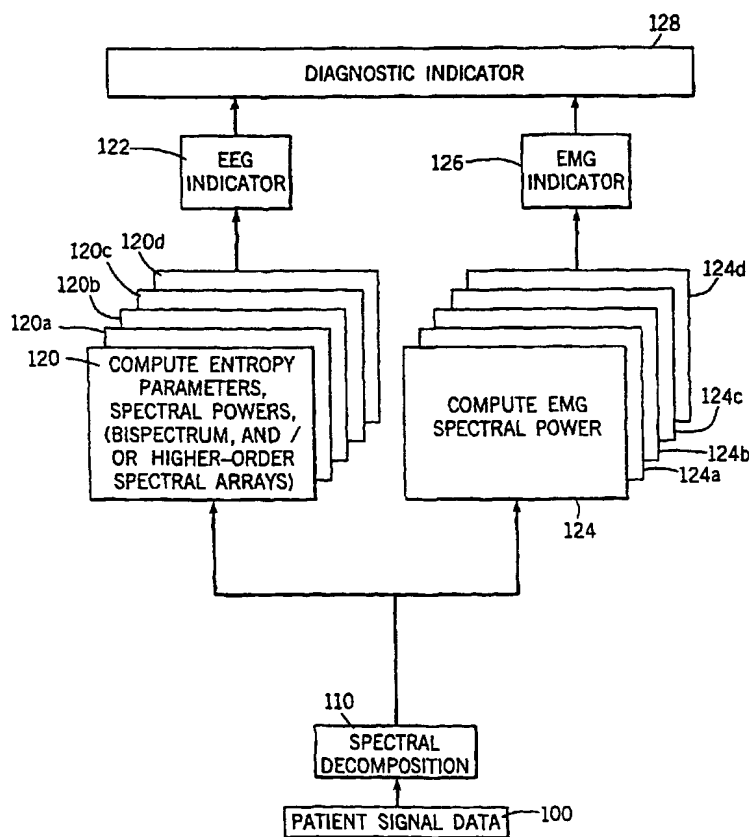 128
DIAGNOSTIC INDICATOR
122
EEG
INDICATOR
126
EMG
INDICATOR
120d
120c
120b
120a
120
COMPUTE ENTROPY
PARAMETERS,
SPECTRAL POWERS,
(BISPECTRUM, AND /
OR HIGHER-ORDER
SPECTRAL ARRAYS)
124d
COMPUTE EMG
SPECTRAL POWER
124c
124b
124a
124
110
SPECTRAL
DECOMPOSITION
PATIENT SIGNAL DATA
100